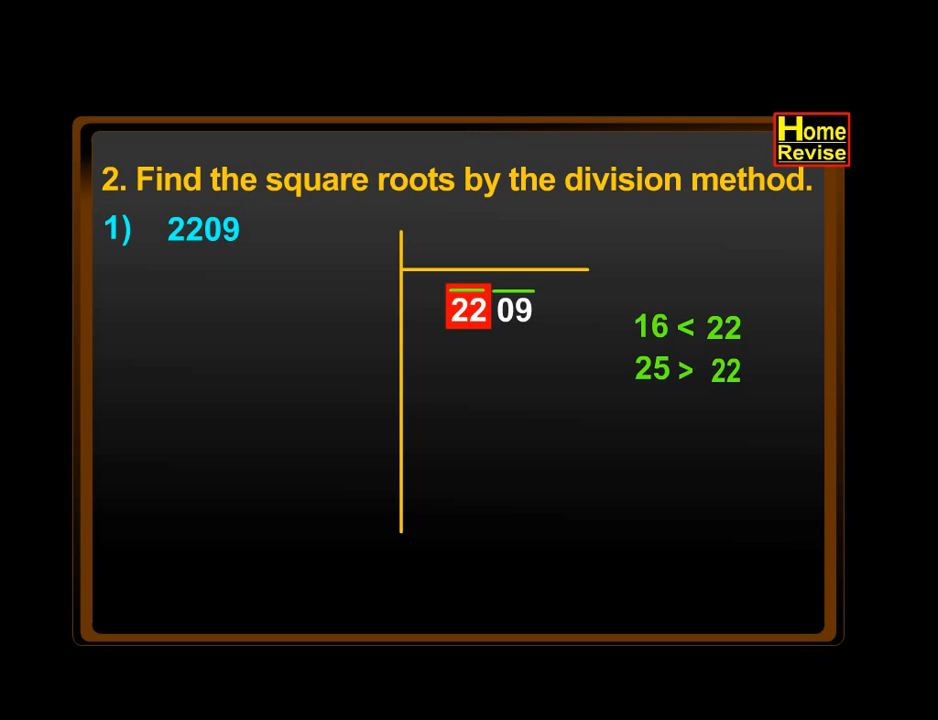 Home
Revise
2. Find the square roots by the division method.
1) 2209
22 09
16 < 22
25 > 22